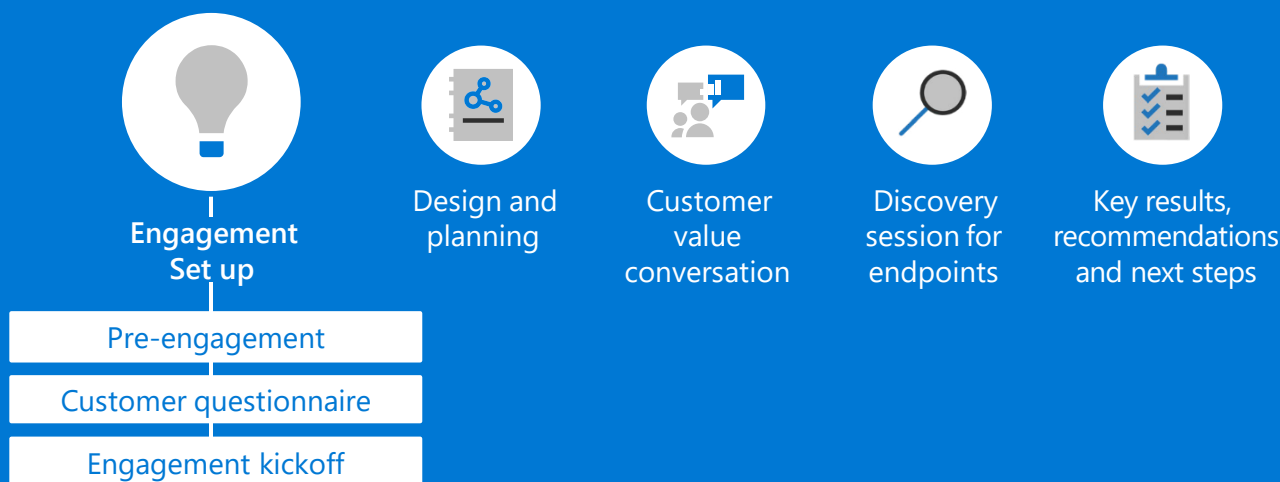 Engagement
Set up
Pre-engagement
Customer questionnaire
Engagement kickoff
Design and
planning
Customer
value
conversation
Discovery
session for
endpoints
Key results,
recommendations
and next steps